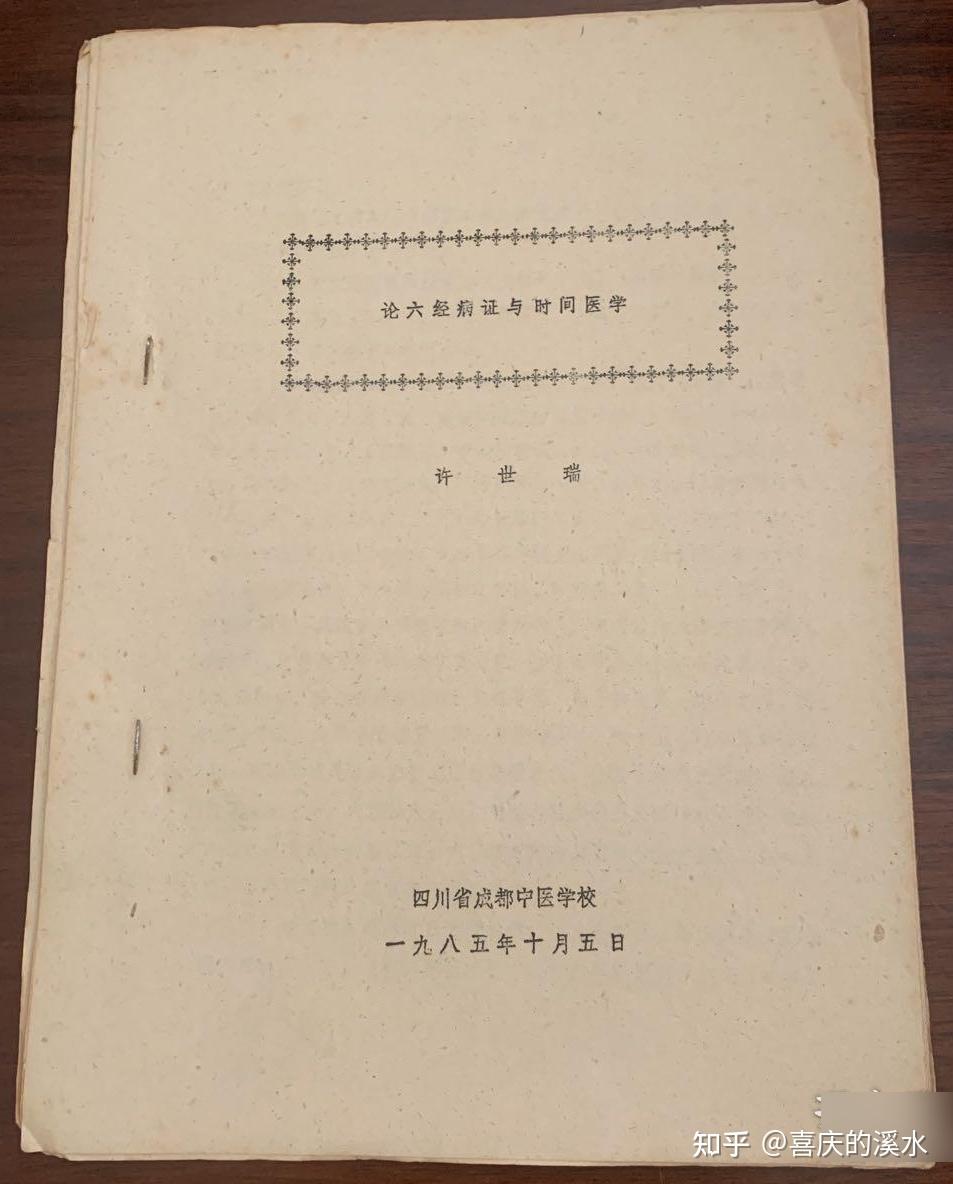 论六经病证与时间医学
许世瑞
四川省成都中医学校
一九八五年十月五日
知乎 @喜庆的溪水